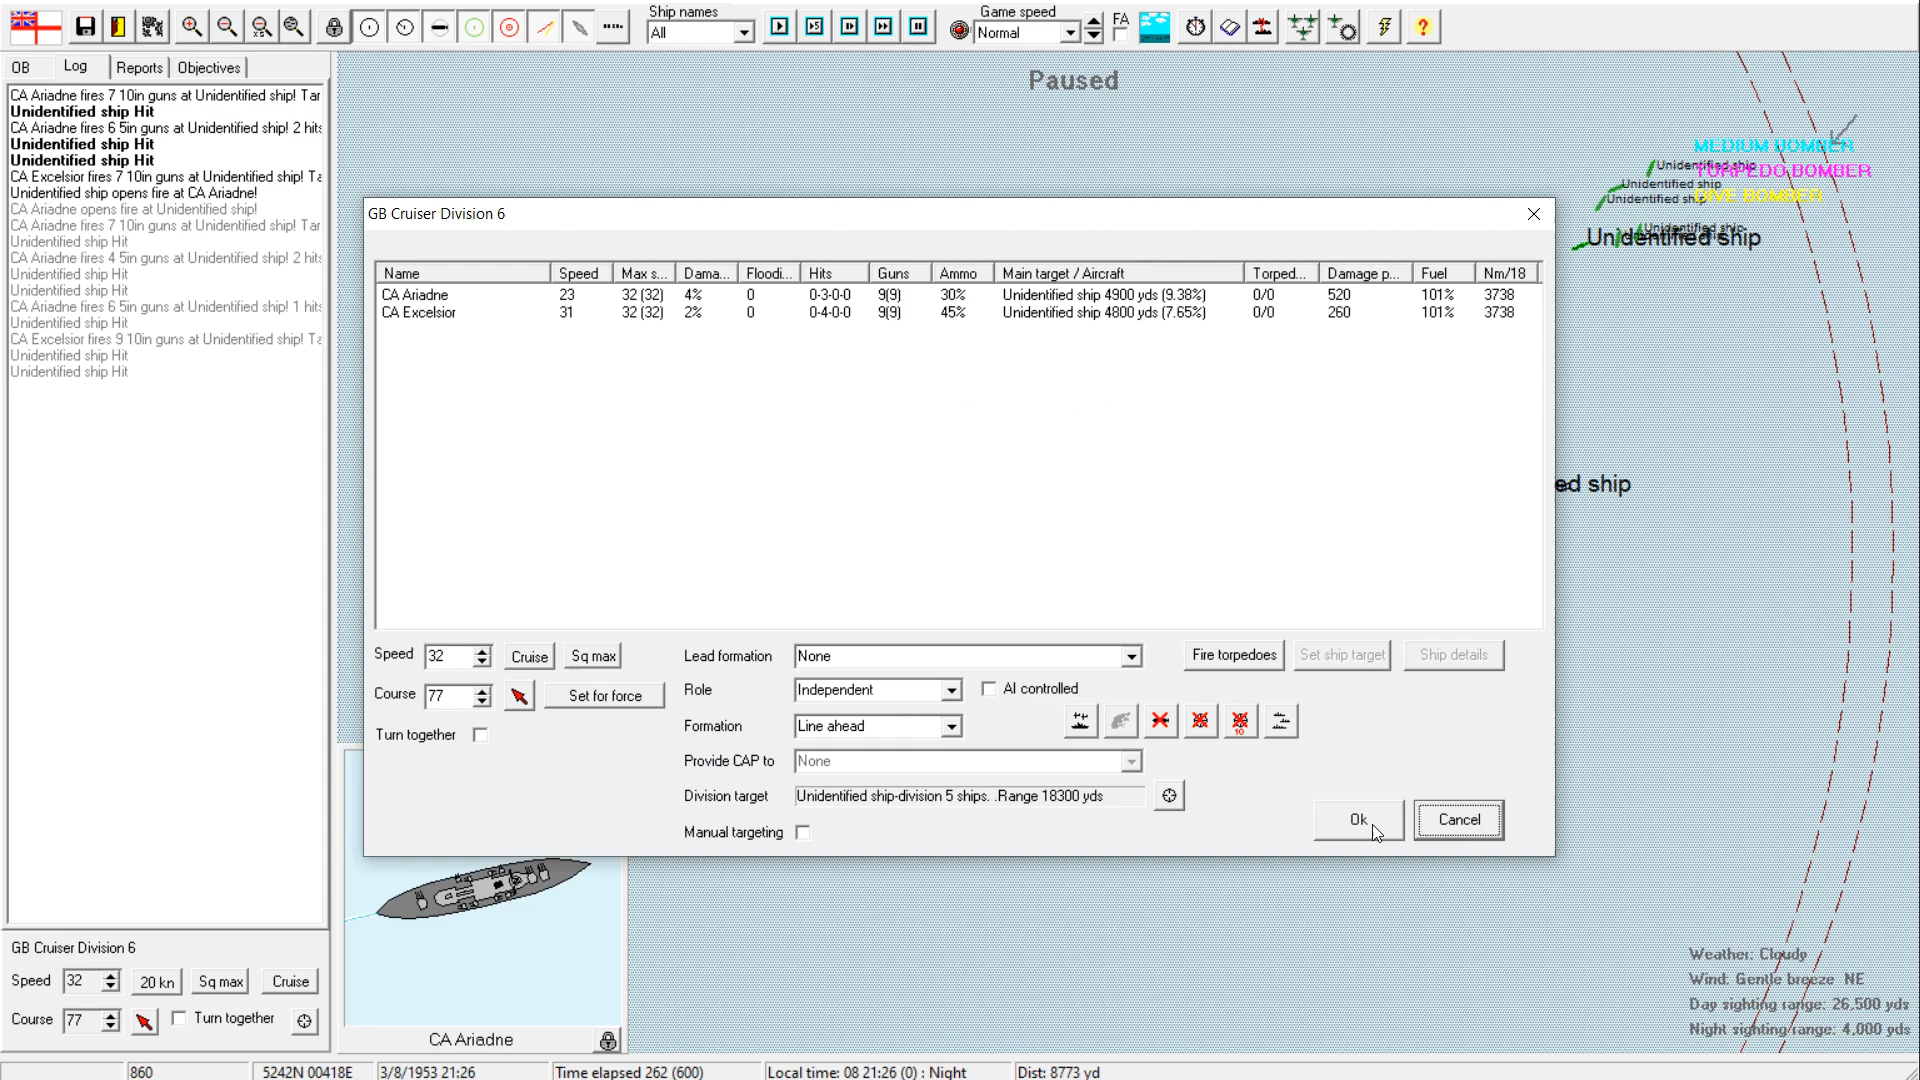 Ship names
All
Game speed
Normal
FA
OB Log Reports Objectives
CA Ariadne fires 7 10in guns at Unidentified ship! Tar
Unidentified ship Hit
CA Ariadne fires 6 5in guns at Unidentified ship! 2 hits
Unidentified ship Hit
Unidentified ship Hit
CA Excelsior fires 7 10in guns at Unidentified ship! Ta
Unidentified ship opens fire at CA Ariadne!
CA Ariadne opens fire at Unidentified ship!
CA Ariadne fires 7 10in guns at Unidentified ship! Tar
Unidentified ship Hit
CA Ariadne fires 4 5in guns at Unidentified ship! 2 hits
Unidentified ship Hit
Unidentified ship Hit
CA Ariadne fires 6 5in guns at Unidentified ship! 1 hits
Unidentified ship Hit
CA Excelsior fires 9 10in guns at Unidentified ship! Ta
Unidentified ship Hit
Unidentified ship Hit
Paused
MEDIUM BOMBER
Unidentified ship
TORPEDO BOMBER
Unidentified ship
DIVE BOMBER
Unidentified ship
Unidentified ship
Unidentified ship
ed ship
GB Cruiser Division 6
Name Speed Max s... Dama... Floodi... Hits Guns Ammo Main target / Aircraft Torped... Damage p... Fuel Nm/18
CA Ariadne 23 32 (32) 4% 0 0-3-0-0 9(9) 30% Unidentified ship 4900 yds (9.38%) 0/0 520 101% 3738
CA Excelsior 31 32 (32) 2% 0 0-4-0-0 9(9) 45% Unidentified ship 4800 yds (7.65%) 0/0 260 101% 3738
Speed 32 Cruise Sq max
Course 77 Set for force
Turn together
Lead formation None
Role Independent AI controlled
Formation Line ahead
10
Provide CAP to None
Division target Unidentified ship-division 5 ships. .Range 18300 yds
Manual targeting
Fire torpedoes Set ship target Ship details
Ok Cancel
CA Ariadne
GB Cruiser Division 6
Speed 32 20 kn Sq max Cruise
Course 77 Turn together
Weather: Cloudy
Wind: Gentle breeze NE
Day sighting range: 26,500 yds
Night sighting range: 4,000 yds
860 5242N 00418E 3/8/1953 21:26 Time elapsed 262 (600) Local time: 08 21:26 (0) : Night Dist: 8773 yd